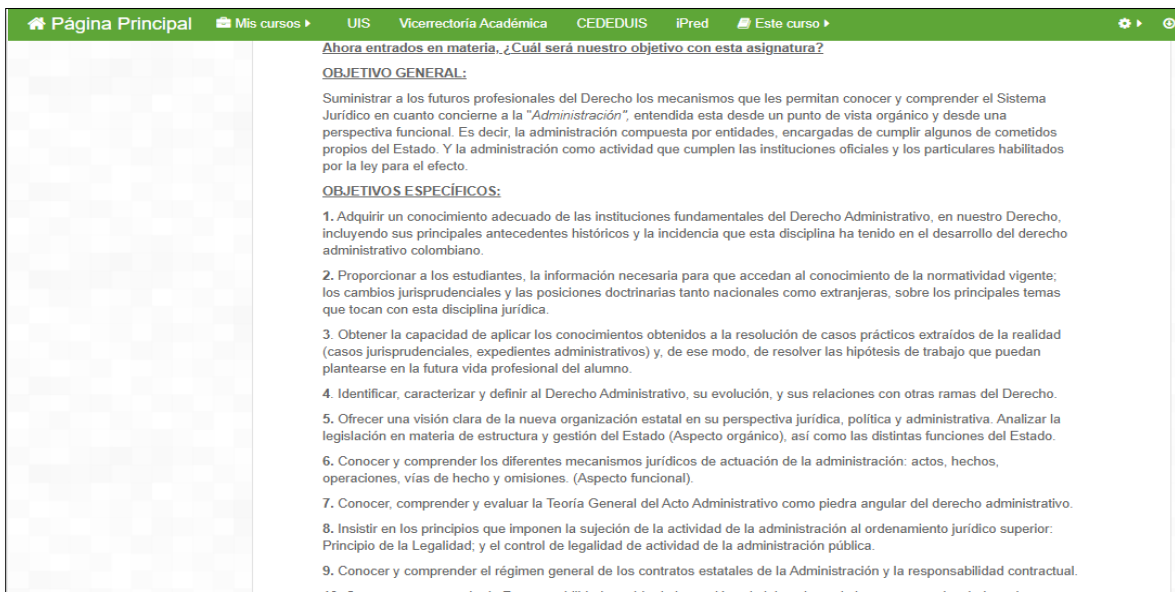 Página Principal Mis cursos UIS Vicerrectoría Académica CEDEDUIS iPred Este curso
Ahora entrados en materia, ¿Cuál será nuestro objetivo con esta asignatura?
OBJETIVO GENERAL:
Suministrar a los futuros profesionales del Derecho los mecanismos que les permitan conocer y comprender el Sistema
Jurídico en cuanto concierne a la "Administración", entendida esta desde un punto de vista orgánico y desde una
perspectiva funcional. Es decir, la administración compuesta por entidades, encargadas de cumplir algunos de cometidos
propios del Estado. Y la administración como actividad que cumplen las instituciones oficiales y los particulares habilitados
por la ley para el efecto.
OBJETIVOS ESPECÍFICOS:
1. Adquirir un conocimiento adecuado de las instituciones fundamentales del Derecho Administrativo, en nuestro Derecho,
incluyendo sus principales antecedentes históricos y la incidencia que esta disciplina ha tenido en el desarrollo del derecho
administrativo colombiano.
2. Proporcionar a los estudiantes, la información necesaria para que accedan al conocimiento de la normatividad vigente;
los cambios jurisprudenciales y las posiciones doctrinarias tanto nacionales como extranjeras, sobre los principales temas
que tocan con esta disciplina jurídica.
3. Obtener la capacidad de aplicar los conocimientos obtenidos a la resolución de casos prácticos extraídos de la realidad
(casos jurisprudenciales, expedientes administrativos) y, de ese modo, de resolver las hipótesis de trabajo que puedan
plantearse en la futura vida profesional del alumno.
4. Identificar, caracterizar y definir al Derecho Administrativo, su evolución, y sus relaciones con otras ramas del Derecho.
5. Ofrecer una visión clara de la nueva organización estatal en su perspectiva jurídica, política y administrativa. Analizar la
legislación en materia de estructura y gestión del Estado (Aspecto orgánico), así como las distintas funciones del Estado.
6. Conocer y comprender los diferentes mecanismos jurídicos de actuación de la administración: actos, hechos,
operaciones, vías de hecho y omisiones. (Aspecto funcional).
7. Conocer, comprender y evaluar la Teoría General del Acto Administrativo como piedra angular del derecho administrativo.
8. Insistir en los principios que imponen la sujeción de la actividad de la administración al ordenamiento jurídico superior:
Principio de la Legalidad; y el control de legalidad de actividad de la administración pública.
9. Conocer y comprender el régimen general de los contratos estatales de la Administración y la responsabilidad contractual.